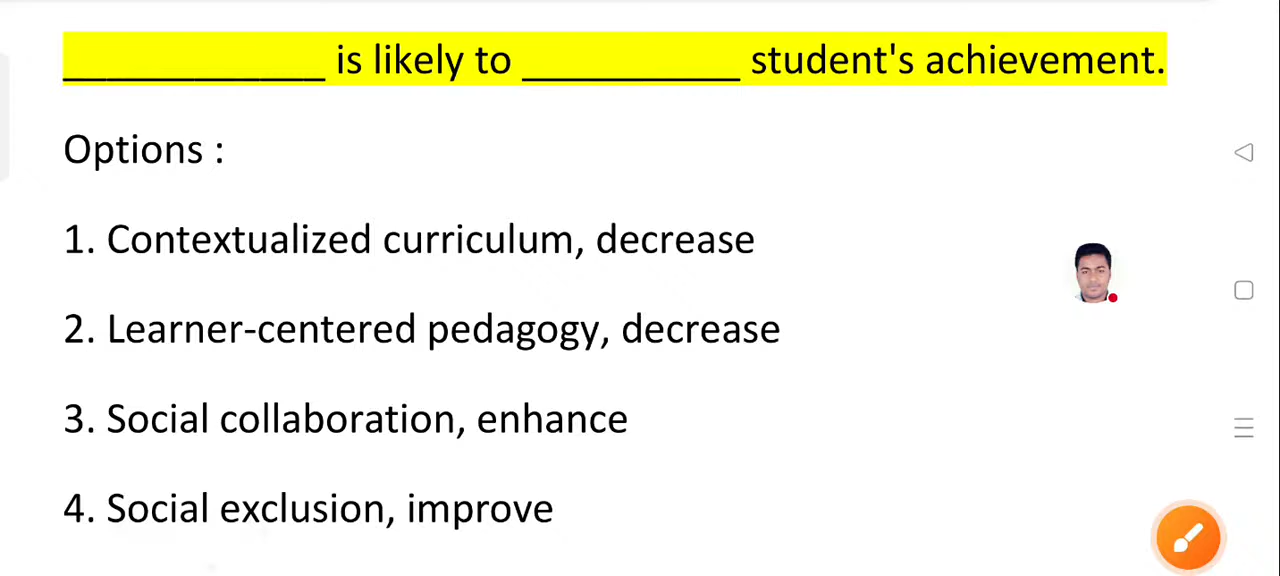 ____________ is likely to __________ student's achievement.
Options :
1. Contextualized curriculum, decrease
2. Learner-centered pedagogy, decrease
3. Social collaboration, enhance
4. Social exclusion, improve